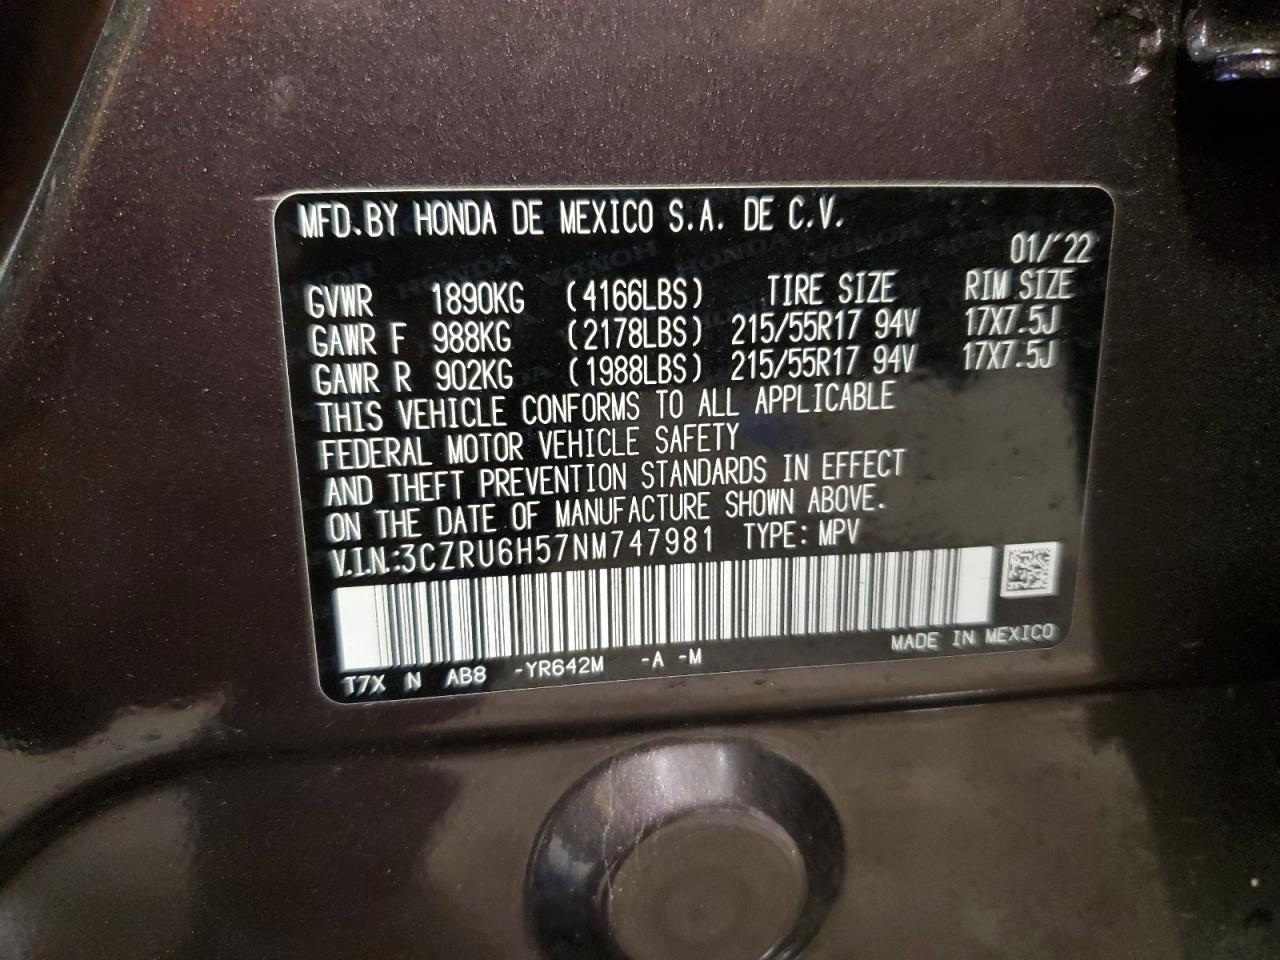 MFD.BY HONDA DE MEXICO S.A. DE C.V.
01/´22
GVWR 1890KG (4166LBS) TIRE SIZE RIM SIZE
GAWR F 988KG (2178LBS) 215/55R17 94V 17X7.5J
GAWR R 902KG (1988LBS) 215/55R17 94V 17X7.5J
THIS VEHICLE CONFORMS TO ALL APPLICABLE
FEDERAL MOTOR VEHICLE SAFETY
AND THEFT PREVENTION STANDARDS IN EFFECT
ON THE DATE OF MANUFACTURE SHOWN ABOVE.
V.I.N.:3CZRU6H57NM747981 TYPE: MPV
MADE IN MEXICO
T7X N AB8 -YR642M -A -M